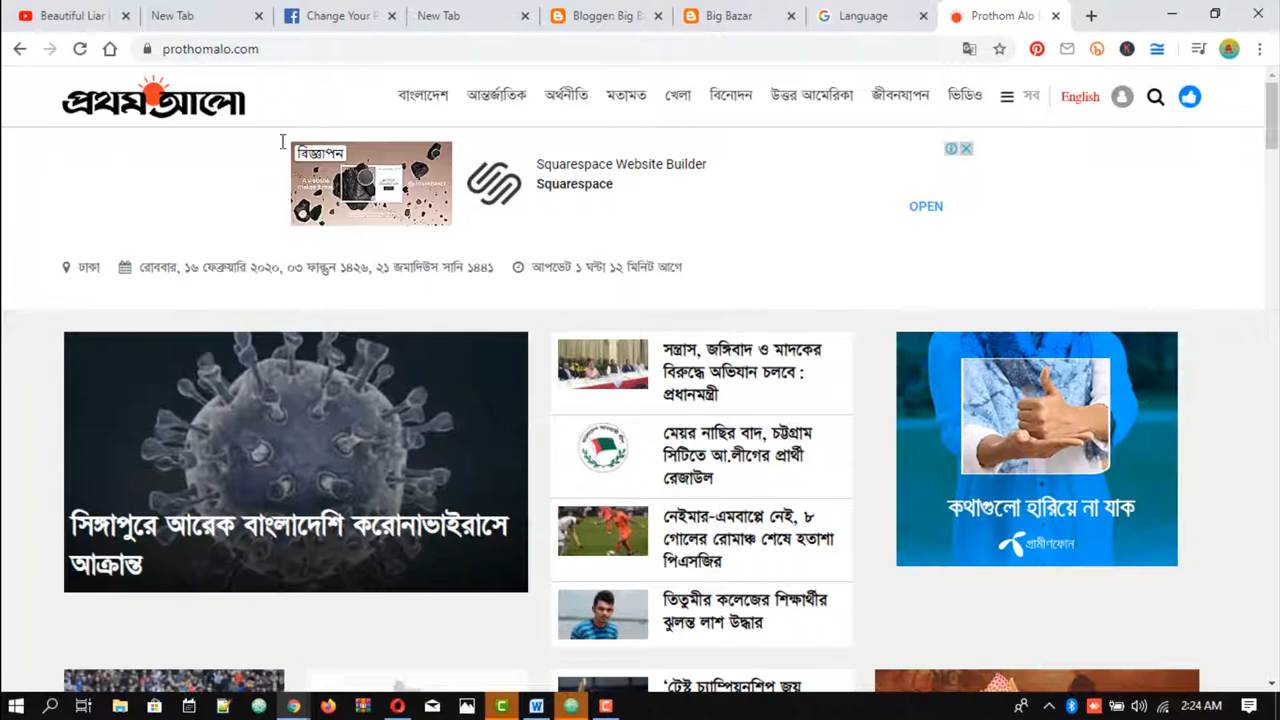 Beautiful Liar
New Tab
Change Your P
New Tab
Blogger: Big B
Big Bazar
Language
Prothom Alo
prothomalo.com
প্রথম আলো
বাংলাদেশ আন্তর্জাতিক অর্থনীতি মতামত খেলা বিনোদন উত্তর আমেরিকা জীবনযাপন ভিডিও সব English
বিজ্ঞাপন
Squarespace Website Builder
Squarespace
OPEN
ঢাকা রোববার, ১৬ ফেব্রুয়ারি ২০২০, ০৩ ফাল্গুন ১৪২৬, ২১ জমাদিউস সানি ১৪৪১ আপডেট ১ ঘন্টা ১২ মিনিট আগে
সিঙ্গাপুরে আরেক বাংলাদেশি করোনাভাইরাসে
আক্রান্ত
সন্ত্রাস, জঙ্গিবাদ ও মাদকের
বিরুদ্ধে অভিযান চলবে :
প্রধানমন্ত্রী
মেয়র নাছির বাদ, চট্টগ্রাম
সিটিতে আ.লীগের প্রার্থী
রেজাউল
নেইমার-এমবাপ্পে নেই, ৮
গোলের রোমাঞ্চ শেষে হতাশা
পিএসজির
তিতুমীর কলেজের শিক্ষার্থীর
ঝুলন্ত লাশ উদ্ধার
‘টেস্ট চ্যাম্পিয়নশিপ জয়
কথাগুলো হারিয়ে না যাক
গ্রামীণফোন
2:24 AM